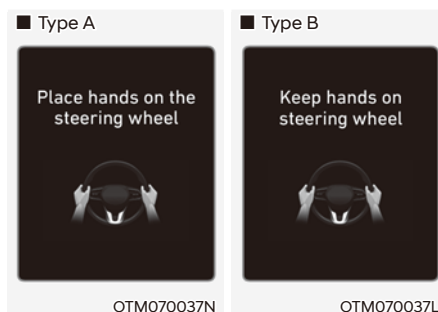 ■ Type A
Place hands on the
steering wheel
OTM070037N
■ Type B
Keep hands on
steering wheel
OTM070037L